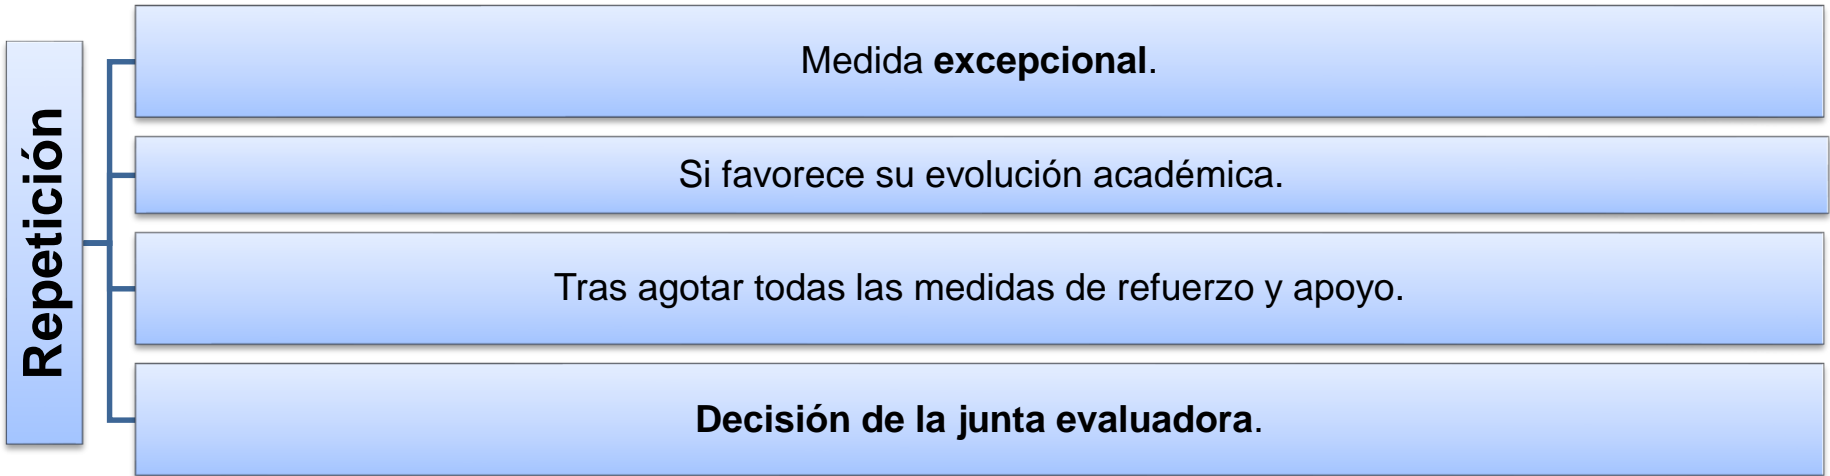 Repetición
Medida excepcional.
Si favorece su evolución académica.
Tras agotar todas las medidas de refuerzo y apoyo.
Decisión de la junta evaluadora.